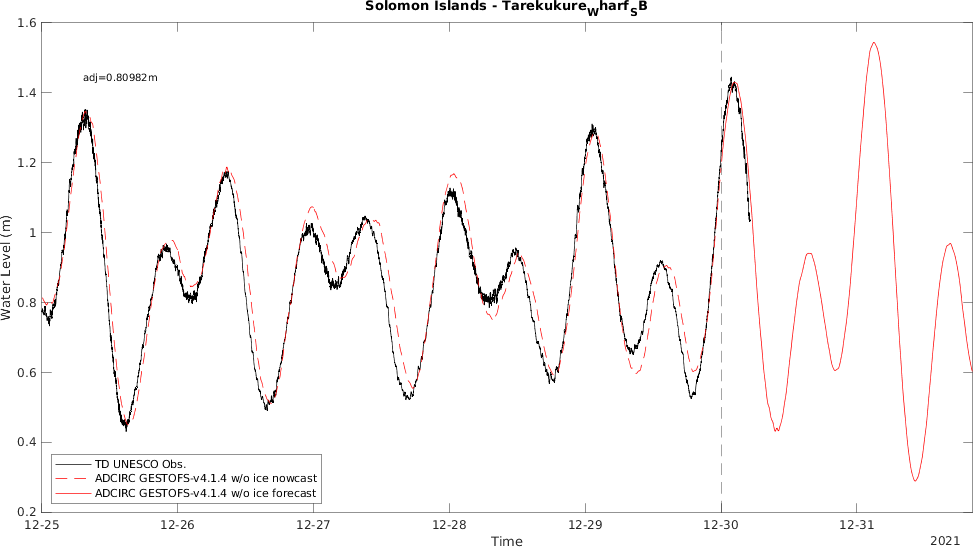 Solomon Islands - Tarekukure_Wharf_SB
1.6
1.4
1.2
1
0.8
0.6
0.4
0.2
Water Level (m)
adj=0.80982m
TD UNESCO Obs.
ADCIRC GESTOFS-v4.1.4 w/o ice nowcast
ADCIRC GESTOFS-v4.1.4 w/o ice forecast
12-25 12-26 12-27 12-28 12-29 12-30 12-31
Time
2021